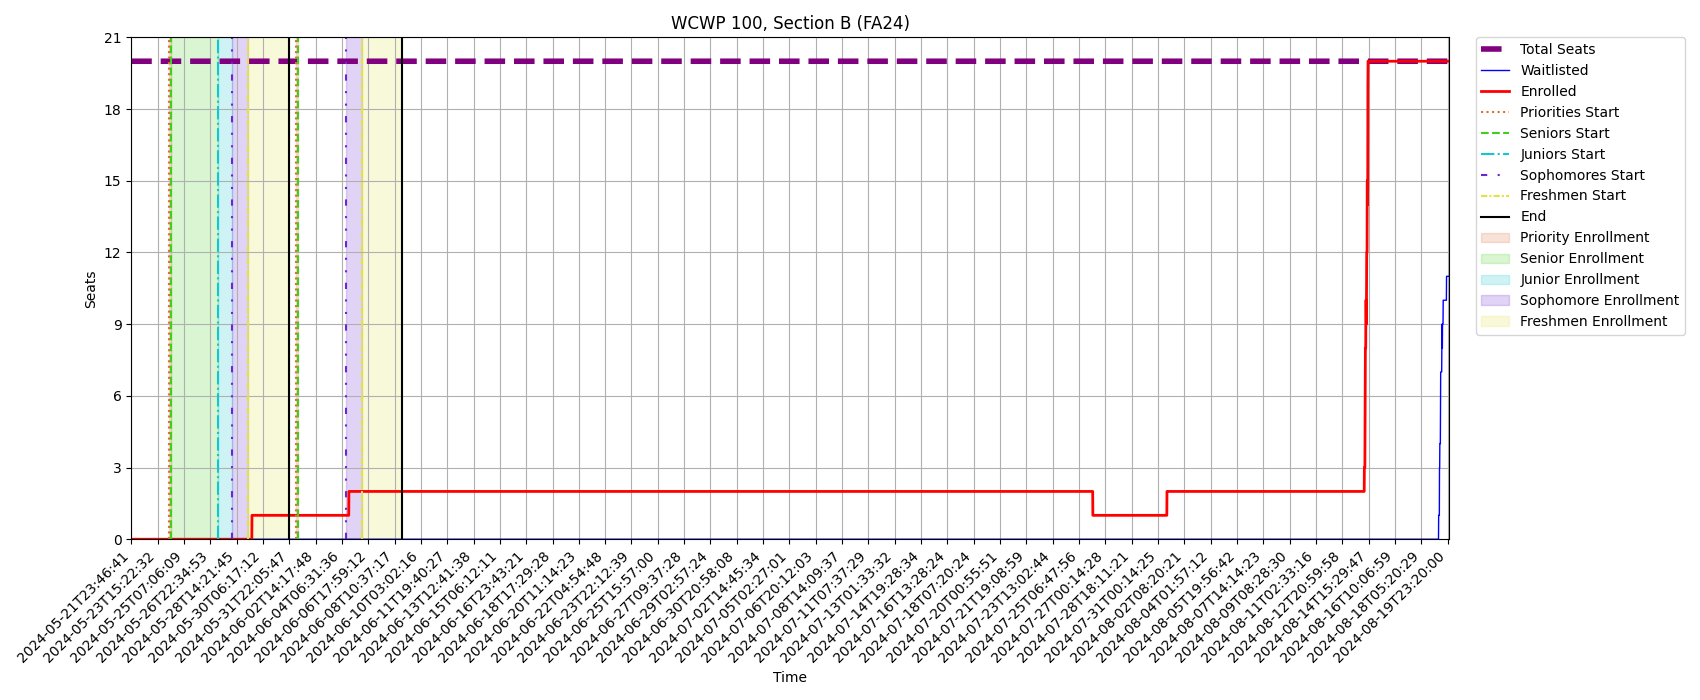 WCWP 100, Section B (FA24)
21
18
15
12
9
6
3
0
Seats
2024-05-21T23:46:41
2024-05-23T15:22:32
2024-05-25T07:06:09
2024-05-26T22:34:53
2024-05-28T14:21:45
2024-05-30T06:17:12
2024-05-31T22:05:47
2024-06-02T14:17:48
2024-06-04T06:31:36
2024-06-06T17:59:12
2024-06-08T10:37:17
2024-06-10T03:02:16
2024-06-11T19:40:27
2024-06-13T12:41:38
2024-06-15T06:12:11
2024-06-16T23:43:21
2024-06-18T17:29:28
2024-06-20T11:14:23
2024-06-22T04:54:48
2024-06-23T22:12:39
2024-06-25T15:57:00
2024-06-27T09:37:28
2024-06-29T02:57:24
2024-06-30T20:58:08
2024-07-02T14:45:34
2024-07-05T02:27:01
2024-07-06T20:12:03
2024-07-08T14:09:37
2024-07-11T07:37:29
2024-07-13T01:33:32
2024-07-14T19:28:34
2024-07-16T13:28:24
2024-07-18T07:20:24
2024-07-20T00:55:51
2024-07-21T19:08:59
2024-07-23T13:02:44
2024-07-25T06:47:56
2024-07-27T00:14:28
2024-07-28T18:11:21
2024-07-31T00:14:25
2024-08-02T08:20:21
2024-08-04T01:57:12
2024-08-05T19:56:42
2024-08-07T14:14:23
2024-08-09T08:28:30
2024-08-11T02:33:16
2024-08-12T20:59:58
2024-08-14T15:29:47
2024-08-16T10:06:59
2024-08-18T05:20:29
2024-08-19T23:20:00
Time
Total Seats
Waitlisted
Enrolled
Priorities Start
Seniors Start
Juniors Start
Sophomores Start
Freshmen Start
End
Priority Enrollment
Senior Enrollment
Junior Enrollment
Sophomore Enrollment
Freshmen Enrollment